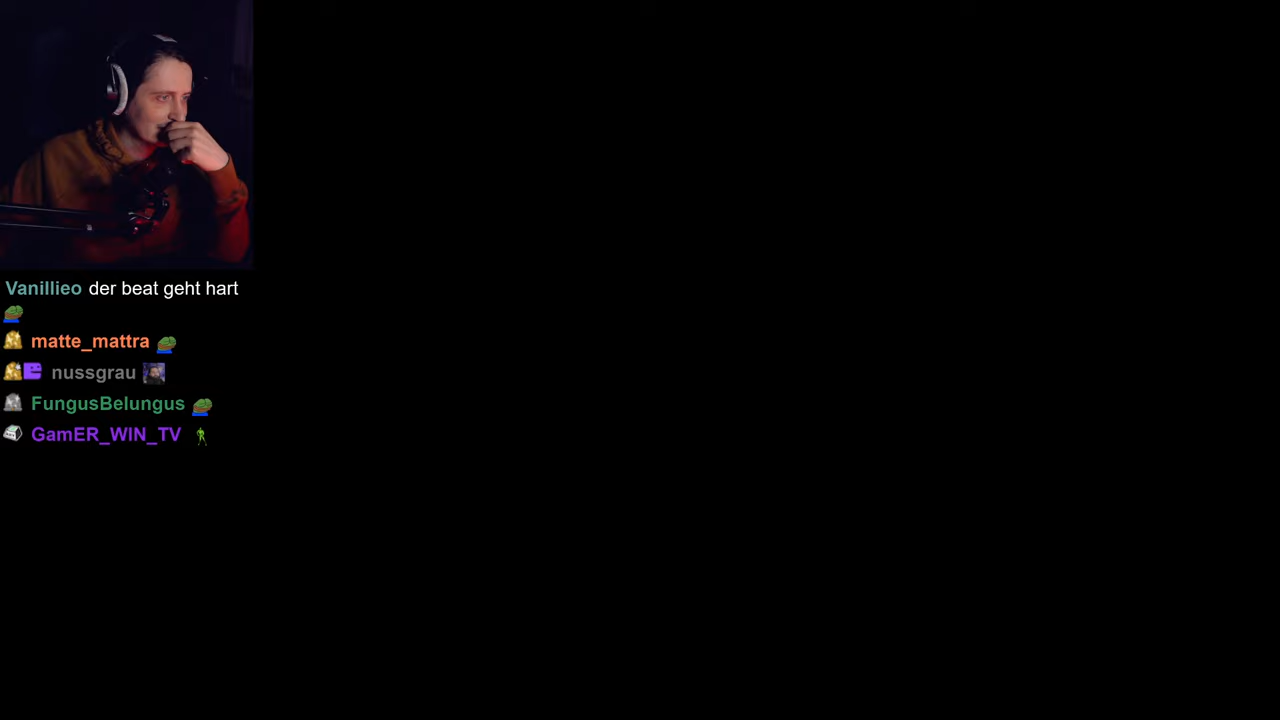 Vanillieo der beat geht hart
matte_mattra
nussgrau
FungusBelungus
GamER_WIN_TV